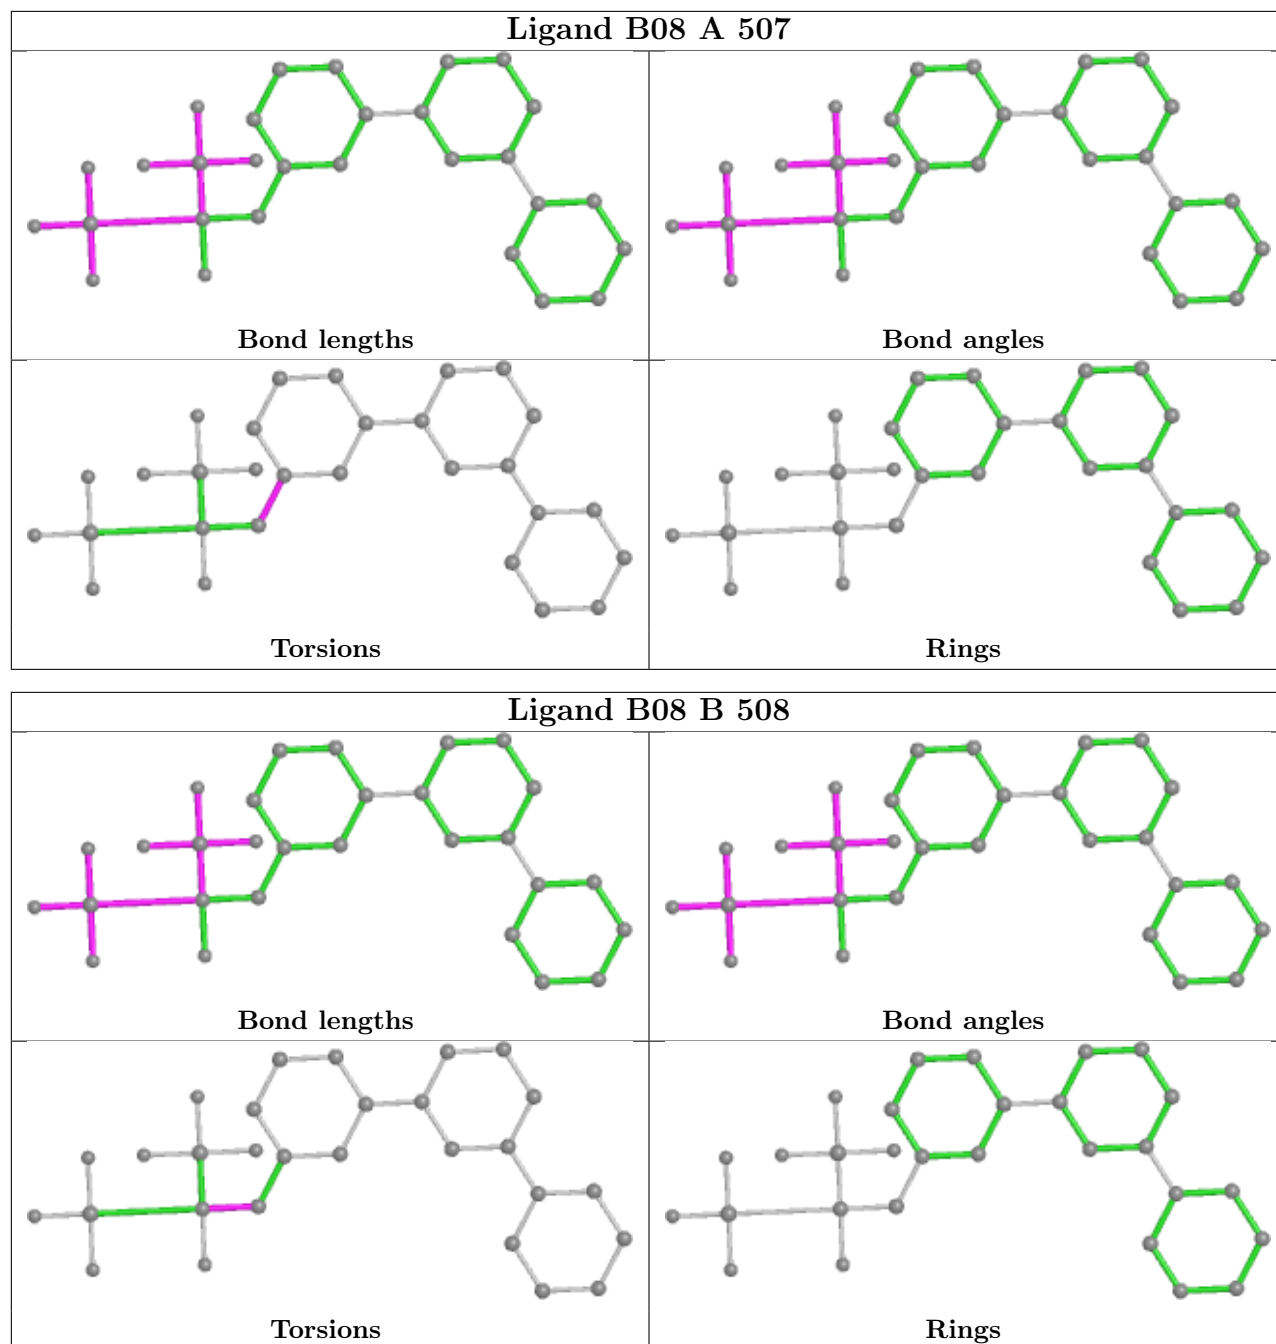 Ligand B08 A 507
Bond lengths
Bond angles
Torsions
Rings
Ligand B08 B 508
Bond lengths
Bond angles
Torsions
Rings